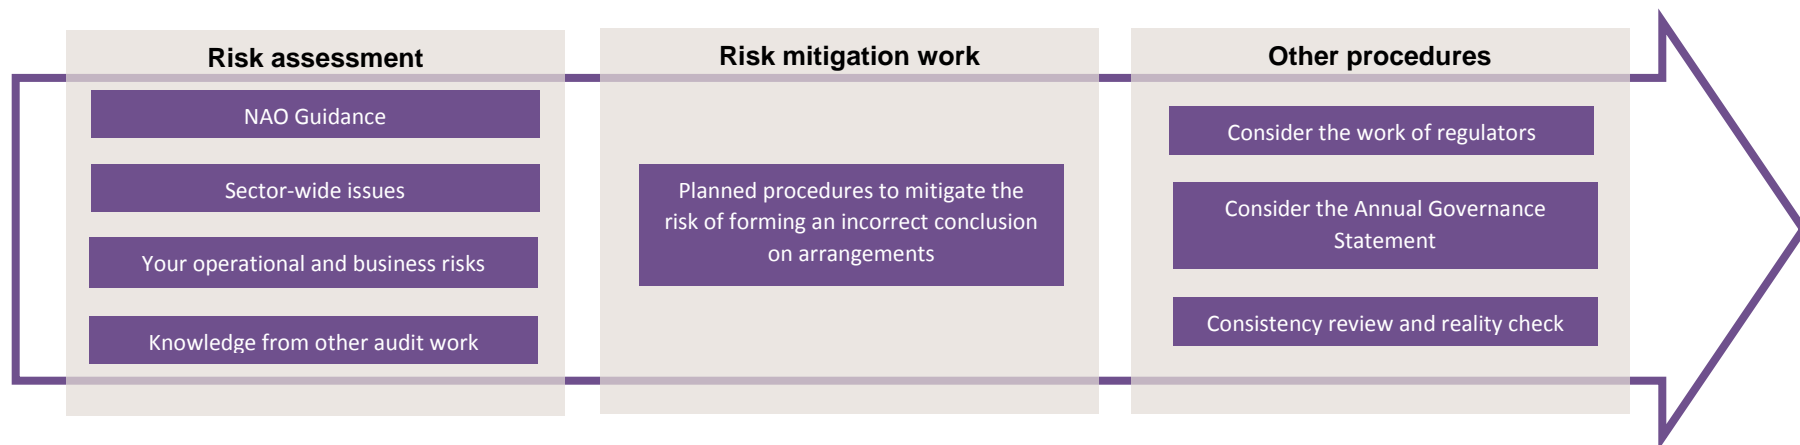 Risk assessment
NAO Guidance
Sector-wide issues
Your operational and business risks
Knowledge from other audit work
Risk mitigation work
Planned procedures to mitigate the
risk of forming an incorrect conclusion
on arrangements
Other procedures
Consider the work of regulators
Consider the Annual Governance
Statement
Consistency review and reality check